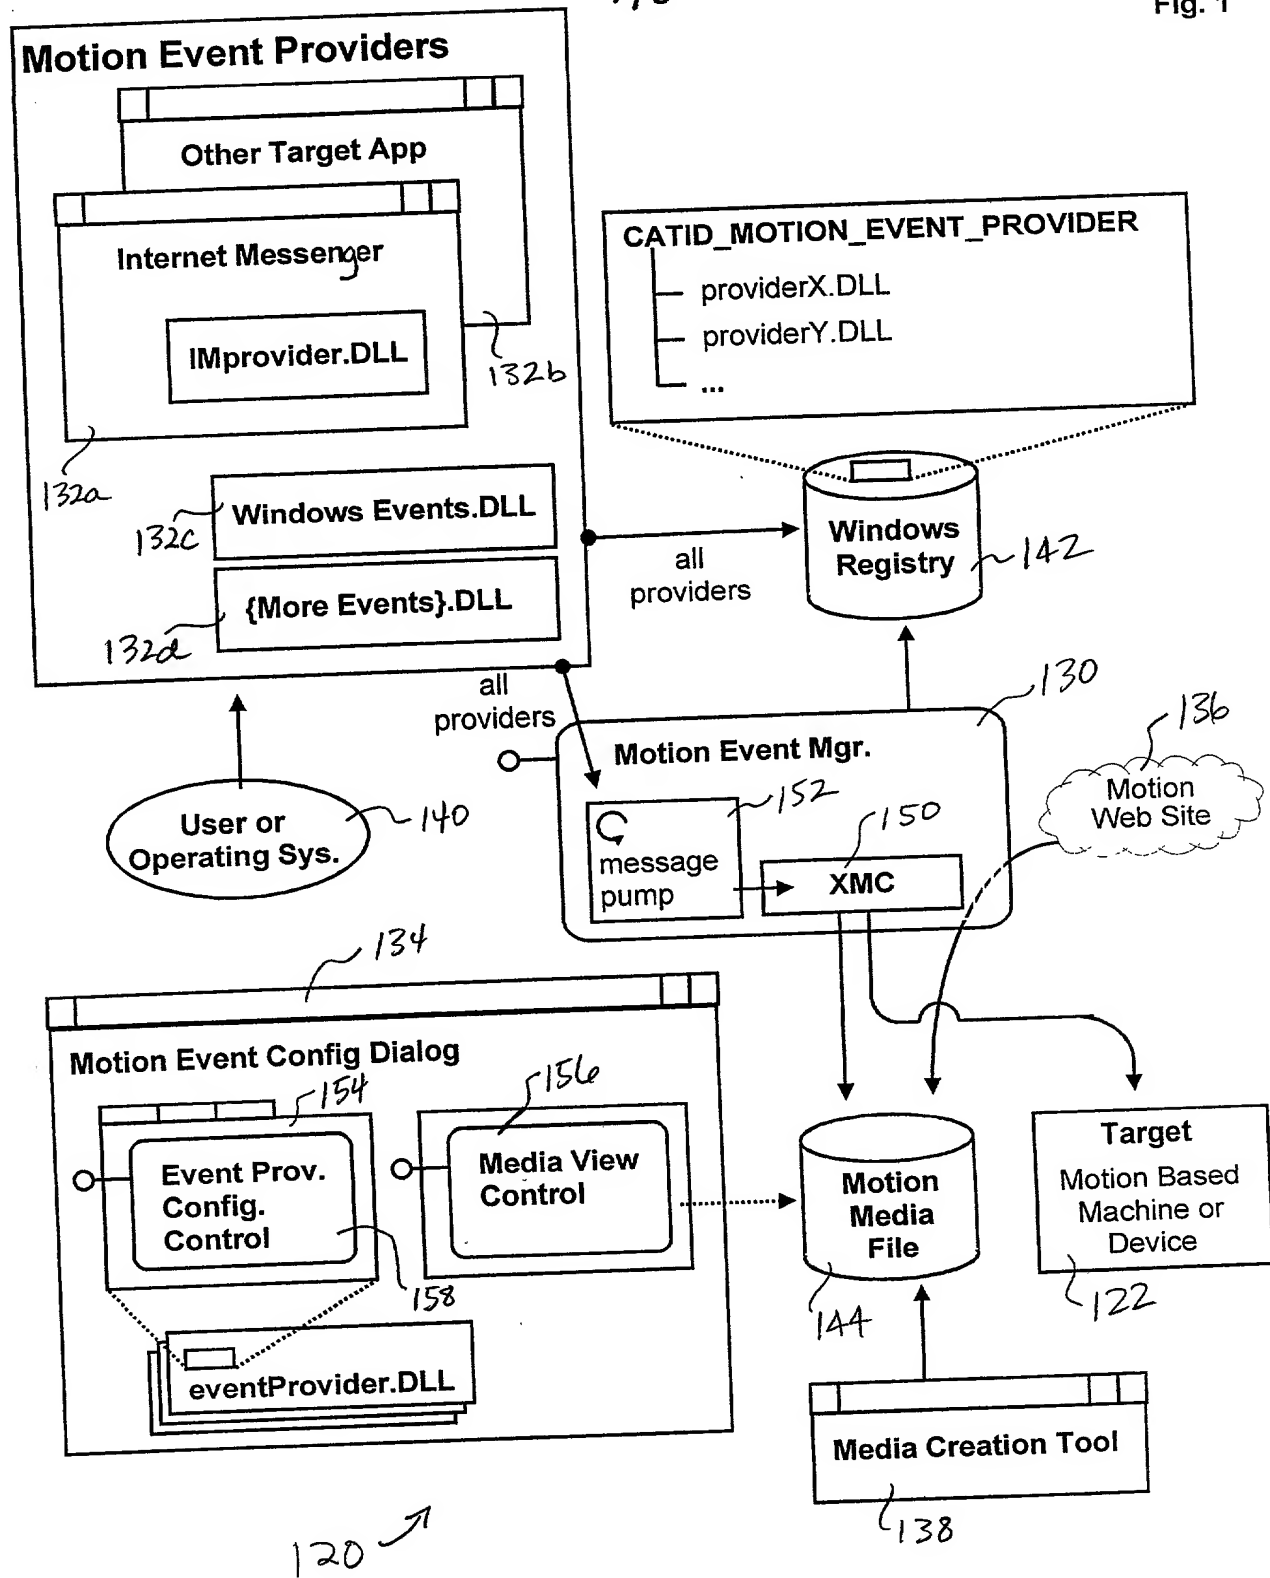 Fig. 1
Motion Event Providers
Other Target App
Internet Messenger
IMprovider.DLL
132b
132a
Windows Events.DLL
132c
{More Events}.DLL
132d
CATID_MOTION_EVENT_PROVIDER
providerX.DLL
providerY.DLL
...
all
providers
Windows
Registry
142
all
providers
130
Motion Event Mgr.
152
message
pump
150
XMC
136
Motion
Web Site
User or
Operating Sys.
140
134
Motion Event Config Dialog
154
Event Prov.
Config.
Control
158
156
Media View
Control
eventProvider.DLL
Motion
Media
File
144
Target
Motion Based
Machine or
Device
122
Media Creation Tool
138
120